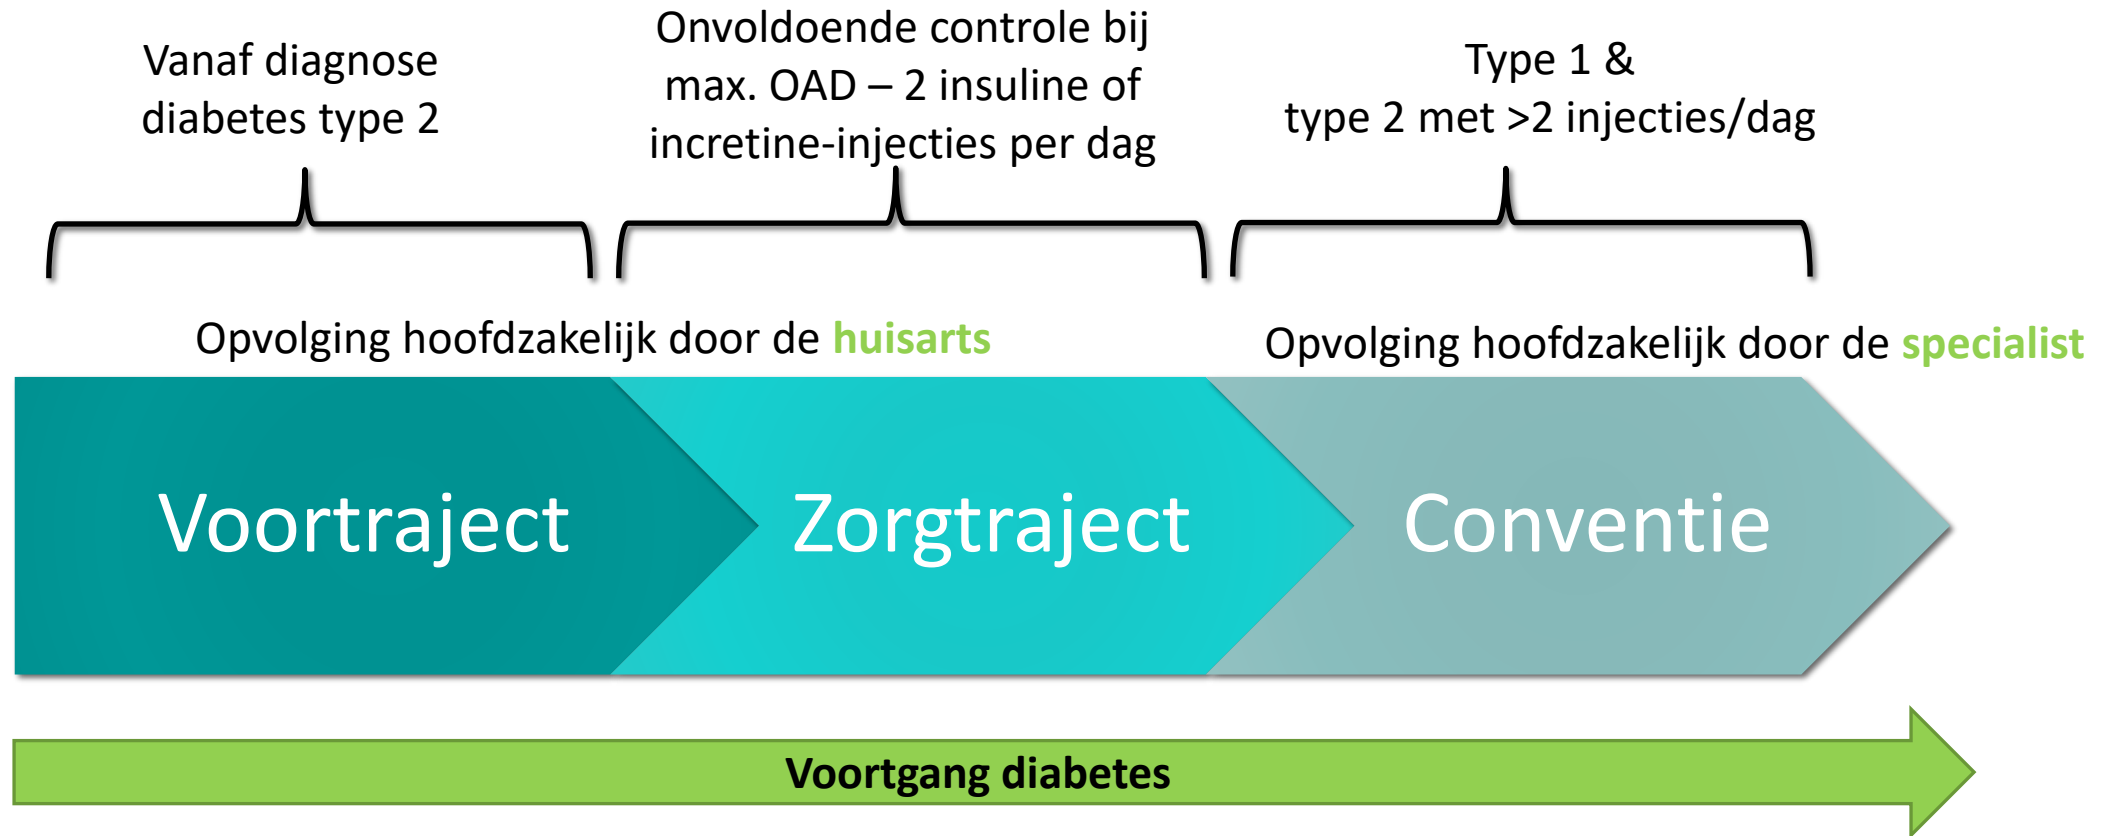 Vanaf diagnose
diabetes type 2
Onvoldoende controle bij
max. OAD – 2 insuline of
incretine-injecties per dag
Type 1 &
type 2 met >2 injecties/dag
Opvolging hoofdzakelijk door de huisarts
Opvolging hoofdzakelijk door de specialist
Voortraject
Zorgtraject
Conventie
Voortgang diabetes